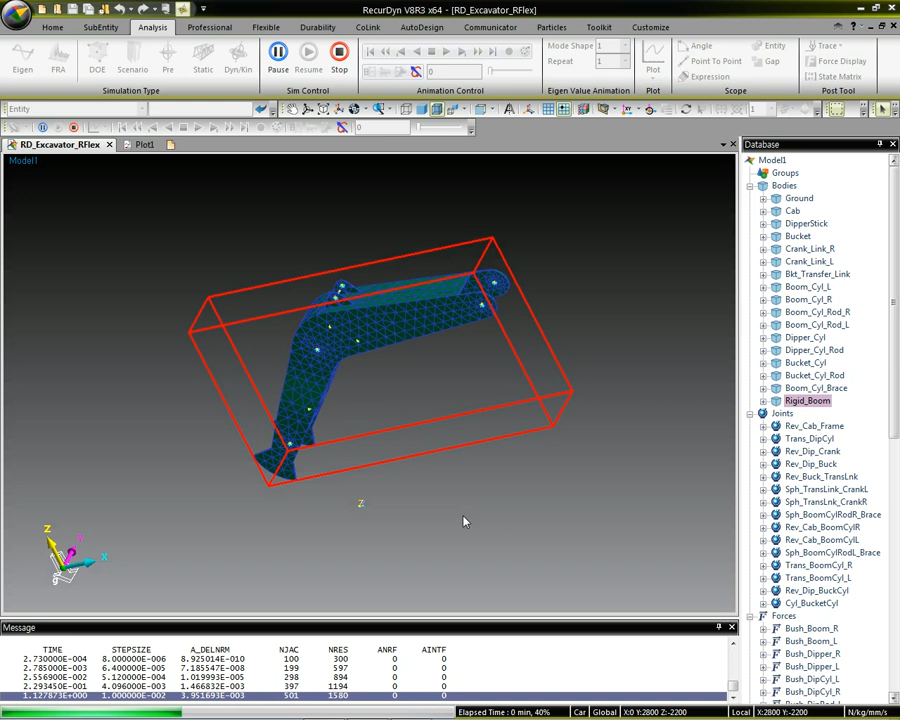 RecurDyn V8R3 x64 - [RD_Excavator_RFlex]
Home SubEntity Analysis Professional Flexible Durability CoLink AutoDesign Communicator Particles Toolkit Customize
Eigen FRA DOE Scenario Pre Static Dyn/Kin
Pause Resume Stop
Mode Shape 1
Repeat 1
0
Plot
Angle Entity Trace
Point To Point Gap Force Display
Expression State Matrix
Simulation Type Sim Control Animation Control Eigen Value Animation Plot Scope Post Tool
Entity
1
0
RD_Excavator_RFlex Plot1
Model1
Z
Z
Y
X
g
Database
Model1
Groups
Bodies
Ground
Cab
DipperStick
Bucket
Crank_Link_R
Crank_Link_L
Bkt_Transfer_Link
Boom_Cyl_L
Boom_Cyl_R
Boom_Cyl_Rod_R
Boom_Cyl_Rod_L
Dipper_Cyl
Dipper_Cyl_Rod
Bucket_Cyl
Bucket_Cyl_Rod
Boom_Cyl_Brace
Rigid_Boom
Joints
Rev_Cab_Frame
Trans_DipCyl
Rev_Dip_Crank
Rev_Dip_Buck
Rev_Buck_TransLnk
Sph_TransLink_CrankL
Rev_TransLink_CrankR
Sph_BoomCylRodR_Brace
Rev_Cab_BoomCylR
Rev_Cab_BoomCylL
Sph_BoomCylRodL_Brace
Trans_BoomCyl_R
Trans_BoomCyl_L
Rev_Dip_BuckCyl
Cyl_BucketCyl
Forces
Bush_Boom_R
Bush_Boom_L
Bush_Dipper_R
Bush_Dipper_L
Bush_DipCyl_L
Bush_DipCyl_R
Message
TIME STEPSIZE A_DELNRM NJAC NRES ANRF AINTF
2.730000E-004 8.000000E-006 8.925014E-010 100 300 0 0
2.785000E-003 6.400000E-005 7.185547E-008 199 597 0 0
2.556900E-002 5.120000E-004 1.019993E-005 298 894 0 0
2.293450E-001 4.096000E-003 1.466832E-003 397 1194 0 0
1.127873E+000 1.000000E-002 3.951693E-003 501 1580 0 0
Elapsed Time : 0 min, 40% Car Global X:0 Y:2800 Z:-2200 Local X:2800 Y:-2200 N/kg/mm/s